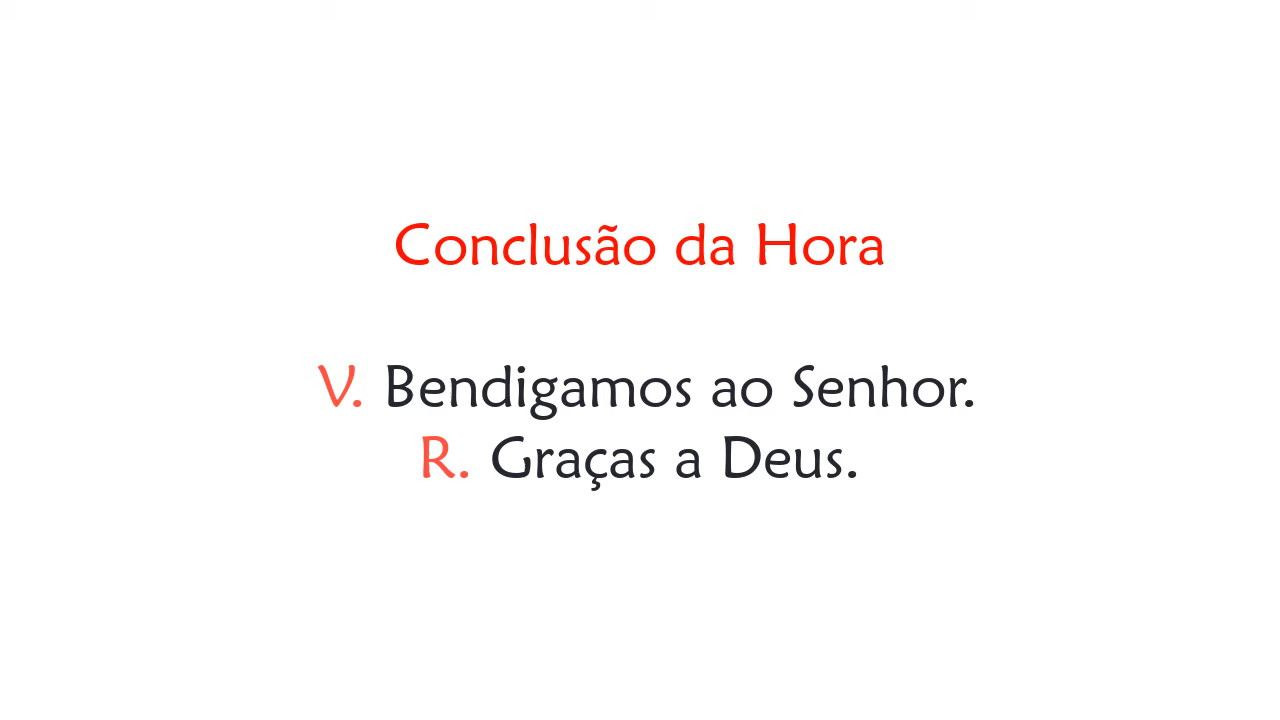 Conclusão da Hora
V. Bendigamos ao Senhor.
R. Graças a Deus.